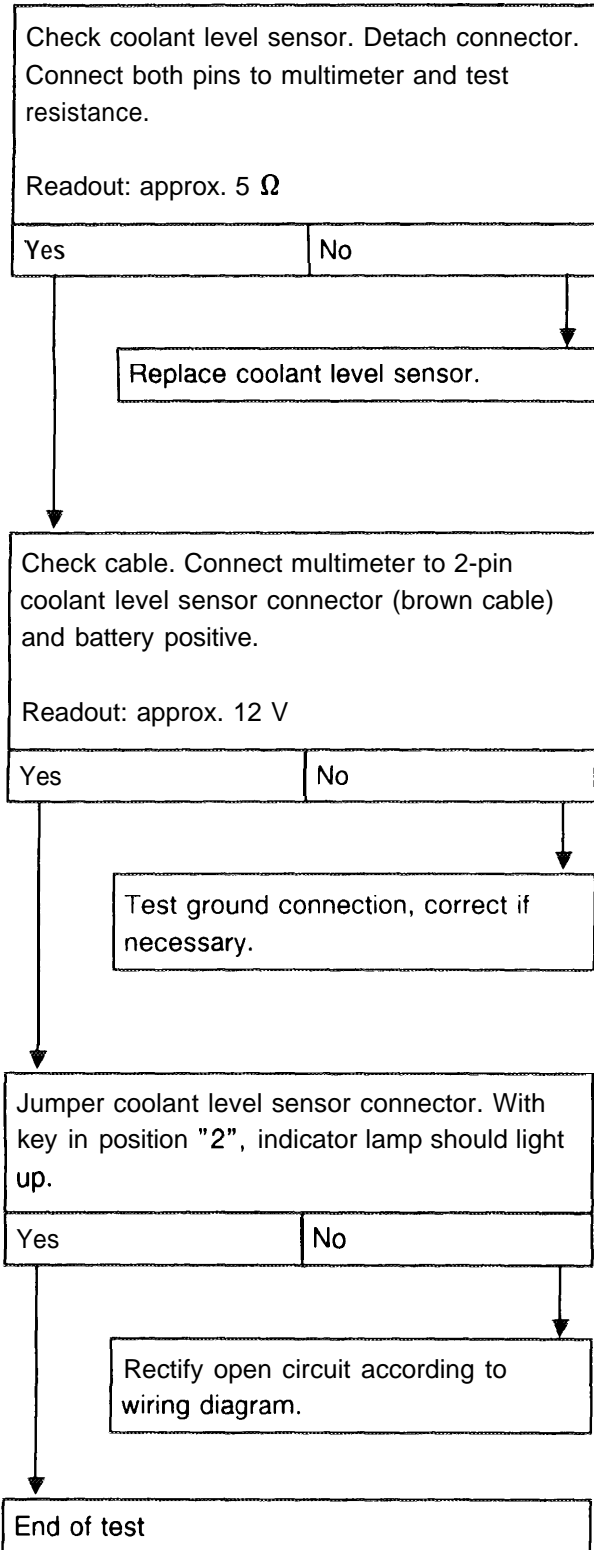 Check coolant level sensor. Detach connector.
Connect both pins to multimeter and test
resistance.
Readout: approx. 5 Ω
Yes
No
Replace coolant level sensor.
Check cable. Connect multimeter to 2-pin
coolant level sensor connector (brown cable)
and battery positive.
Readout: approx. 12 V
Yes
No
Test ground connection, correct if
necessary.
Jumper coolant level sensor connector. With
key in position "2", indicator lamp should light
up.
Yes
No
Rectify open circuit according to
wiring diagram.
End of test